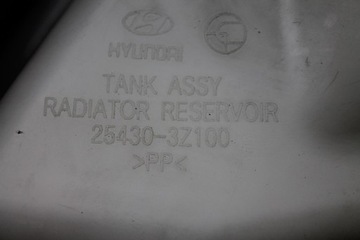 HYUNDAI
TANK ASSY
RADIATOR RESERVOIR
25430-3Z100
>PP<